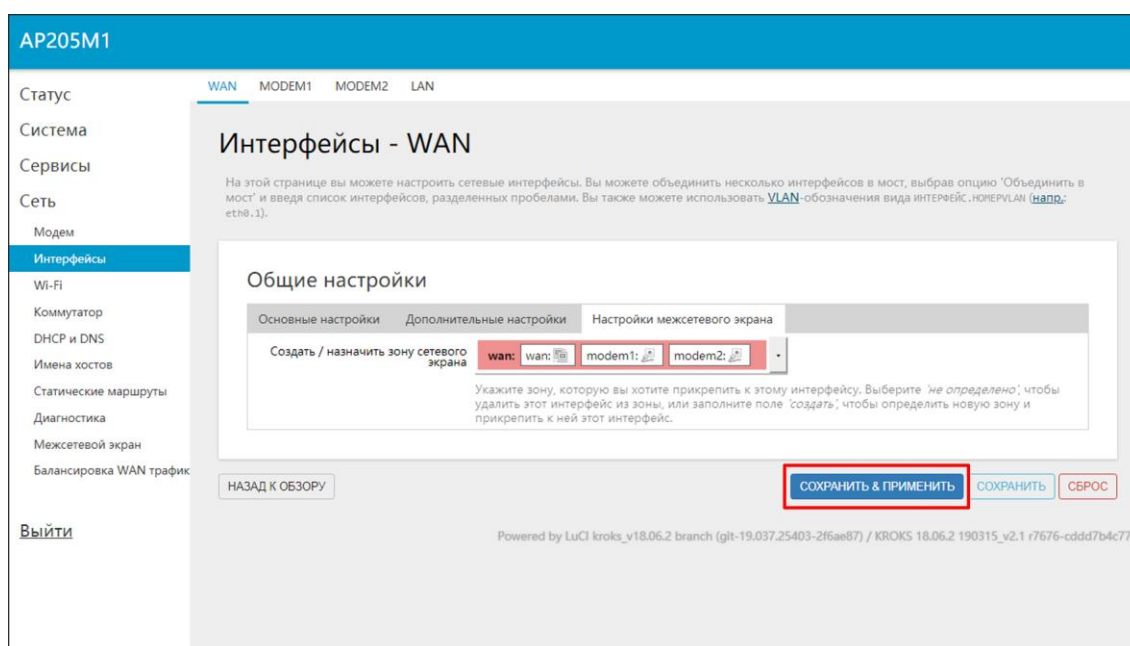 AP205M1
WAN MODEM1 MODEM2 LAN
Статус
Система
Сервисы
Сеть
Модем
Интерфейсы
Wi-Fi
Коммутатор
DHCP и DNS
Имена хостов
Статические маршруты
Диагностика
Межсетевой экран
Балансировка WAN трафик
Выйти
Интерфейсы - WAN
На этой странице вы можете настроить сетевые интерфейсы. Вы можете объединить несколько интерфейсов в мост, выбрав опцию 'Объединить в
мост' и введя список интерфейсов, разделенных пробелами. Вы также можете использовать VLAN-обозначения вида ИНТЕРФЕЙС.НОМЕРVLAN (напр.:
eth0.1).
Общие настройки
Основные настройки Дополнительные настройки Настройки межсетевого экрана
Создать / назначить зону сетевого
экрана
wan: wan: modem1: modem2:
Укажите зону, которую вы хотите прикрепить к этому интерфейсу. Выберите 'не определено', чтобы
удалить этот интерфейс из зоны, или заполните поле 'создать', чтобы определить новую зону и
прикрепить к ней этот интерфейс.
НАЗАД К ОБЗОРУ СОХРАНИТЬ & ПРИМЕНИТЬ СОХРАНИТЬ СБРОС
Powered by LuCI kroks_v18.06.2 branch (git-19.037.25403-2f6ae87) / KROKS 18.06.2 190315_v2.1 r7676-cddd7b4c77